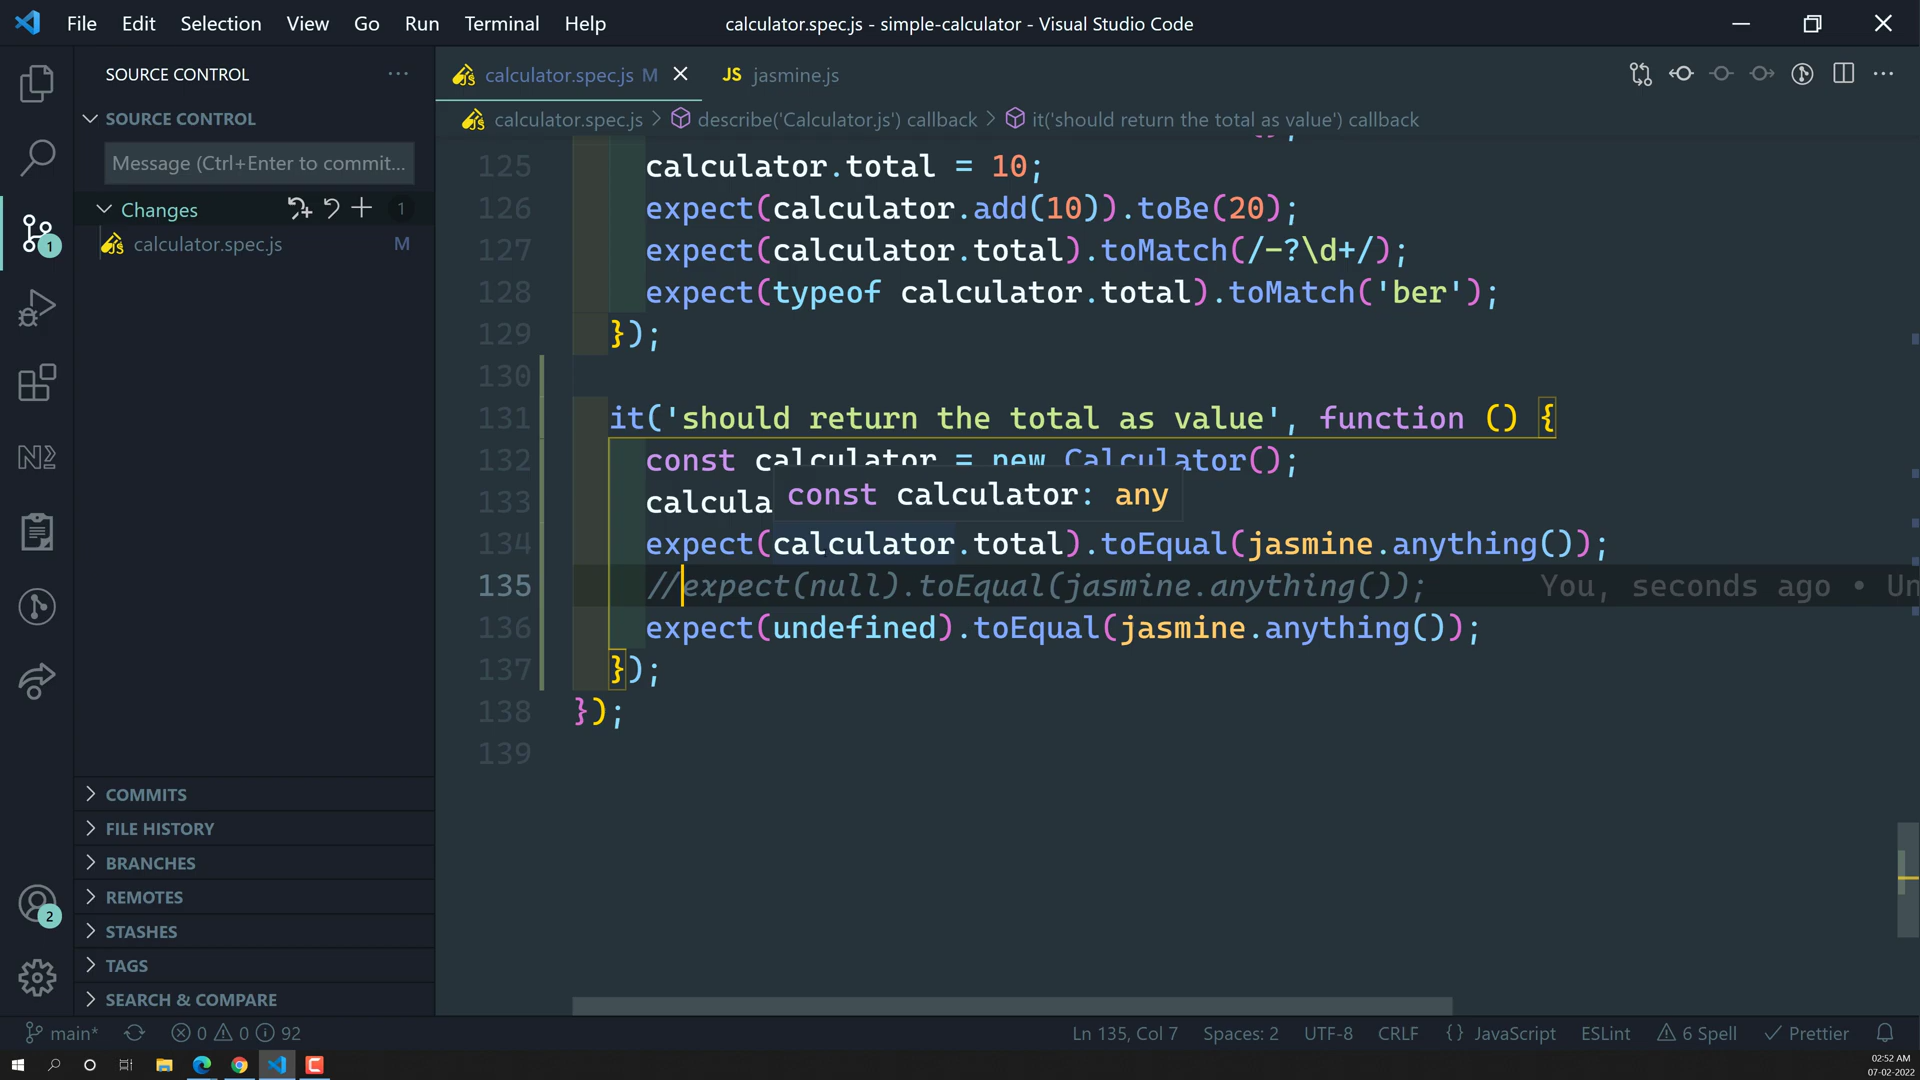 File Edit Selection View Go Run Terminal Help
calculator.spec.js - simple-calculator - Visual Studio Code
SOURCE CONTROL
SOURCE CONTROL
Message (Ctrl+Enter to commit...
Changes 1
calculator.spec.js M
COMMITS
FILE HISTORY
BRANCHES
REMOTES
STASHES
TAGS
SEARCH & COMPARE
1
2
calculator.spec.js M
JS jasmine.js
calculator.spec.js > describe('Calculator.js') callback > it('should return the total as value') callback
125 calculator.total = 10;
126 expect(calculator.add(10)).toBe(20);
127 expect(calculator.total).toMatch(/-?\d+/);
128 expect(typeof calculator.total).toMatch('ber');
129 });
130
131 it('should return the total as value', function () {
132 const calculator = new Calculator();
133 calcula
const calculator: any
134 expect(calculator.total).toEqual(jasmine.anything());
135 //expect(null).toEqual(jasmine.anything()); You, seconds ago • Un
136 expect(undefined).toEqual(jasmine.anything());
137 });
138 });
139
main* 0 0 92
Ln 135, Col 7 Spaces: 2 UTF-8 CRLF {} JavaScript ESLint 6 Spell Prettier
02:52 AM
07-02-2022